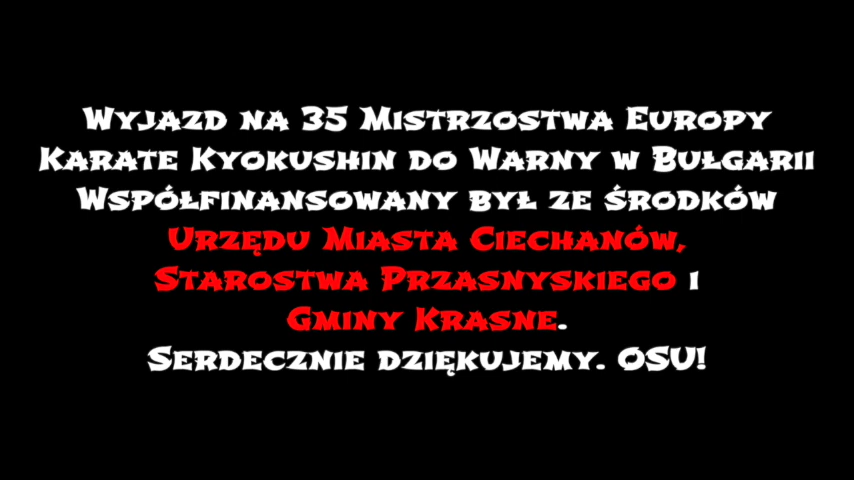 Wyjazd na 35 Mistrzostwa Europy
Karate Kyokushin do Warny w Bułgarii
Współfinansowany był ze środków
Urzędu Miasta Ciechanów,
Starostwa Przasnyskiego i
Gminy Krasne.
Serdecznie dziękujemy. OSU!